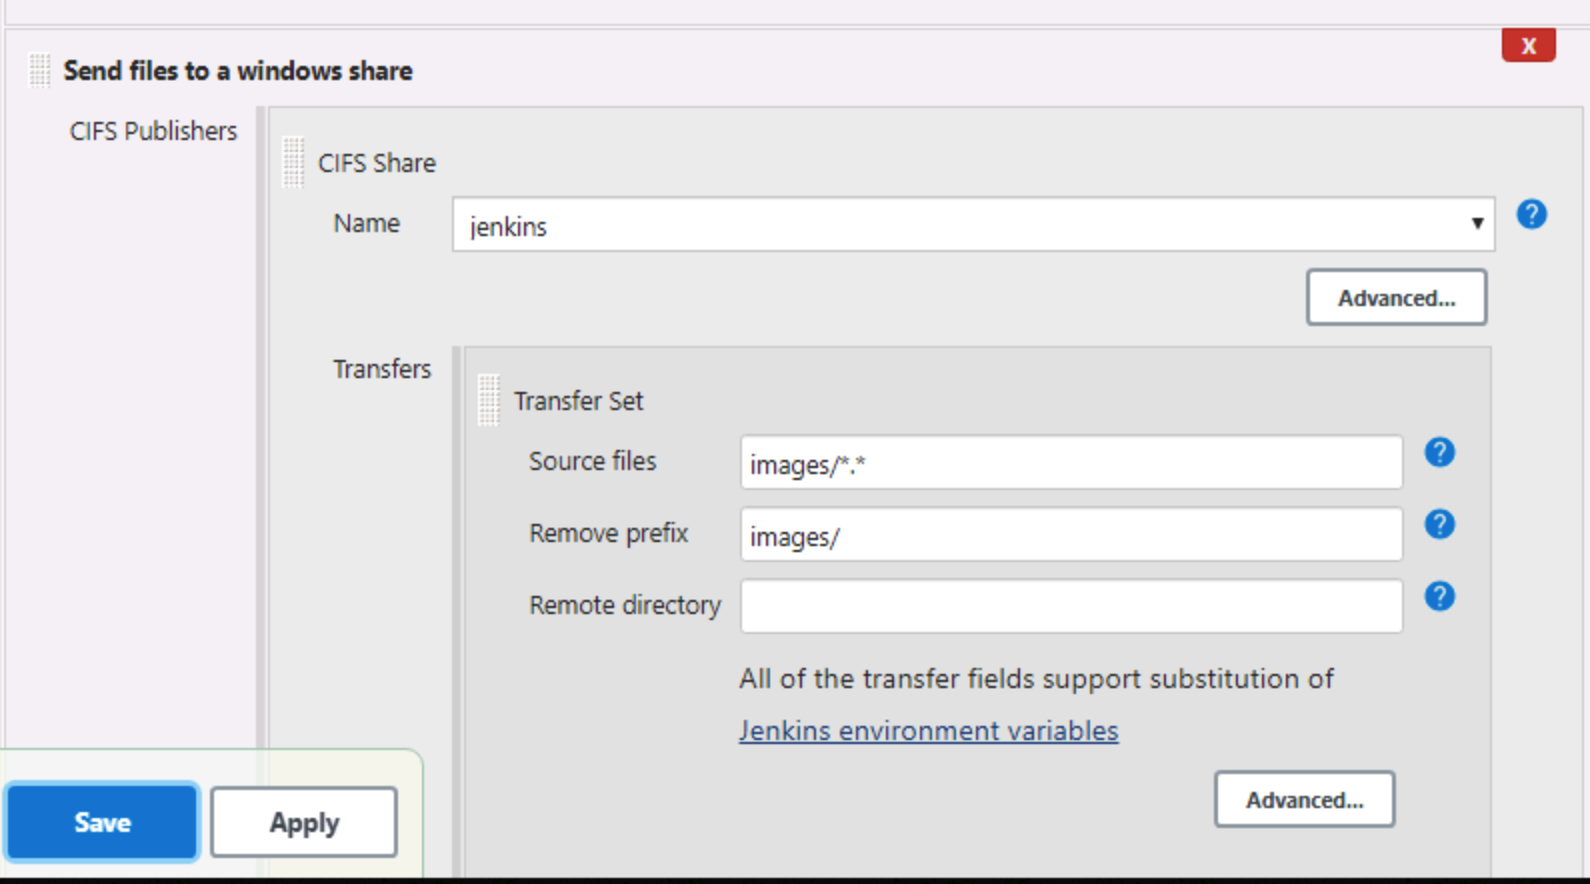 X
Send files to a windows share
CIFS Publishers
CIFS Share
Name
jenkins
?
Advanced...
Transfers
Transfer Set
Source files
images/*.*
?
Remove prefix
images/
?
Remote directory
?
All of the transfer fields support substitution of
Jenkins environment variables
Advanced...
Save
Apply